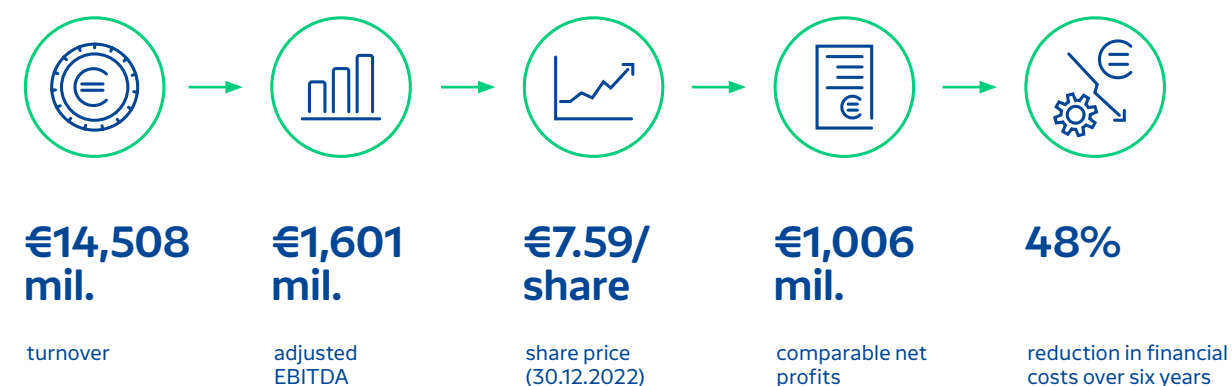 €14,508
mil.
turnover
€1,601
mil.
adjusted
EBITDA
€7.59/
share
share price
(30.12.2022)
€1,006
mil.
comparable net
profits
48%
reduction in financial
costs over six years